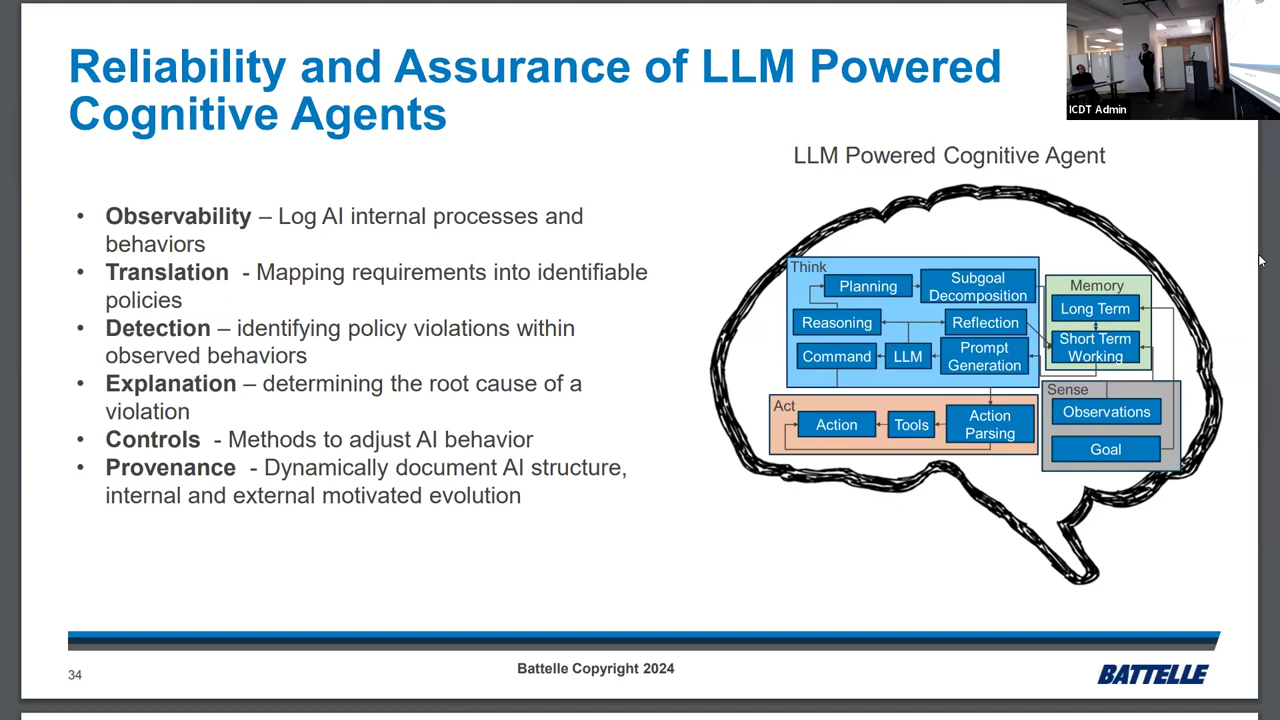 Reliability and Assurance of LLM Powered
Cognitive Agents
ICDT Admin
LLM Powered Cognitive Agent
• Observability – Log AI internal processes and
behaviors
• Translation - Mapping requirements into identifiable
policies
• Detection – identifying policy violations within
observed behaviors
• Explanation – determining the root cause of a
violation
• Controls - Methods to adjust AI behavior
• Provenance - Dynamically document AI structure,
internal and external motivated evolution
Think
Planning
Subgoal
Decomposition
Reasoning
Reflection
Command
LLM
Prompt
Generation
Memory
Long Term
Short Term
Working
Act
Action
Tools
Action
Parsing
Sense
Observations
Goal
34
Battelle Copyright 2024
BATTELLE